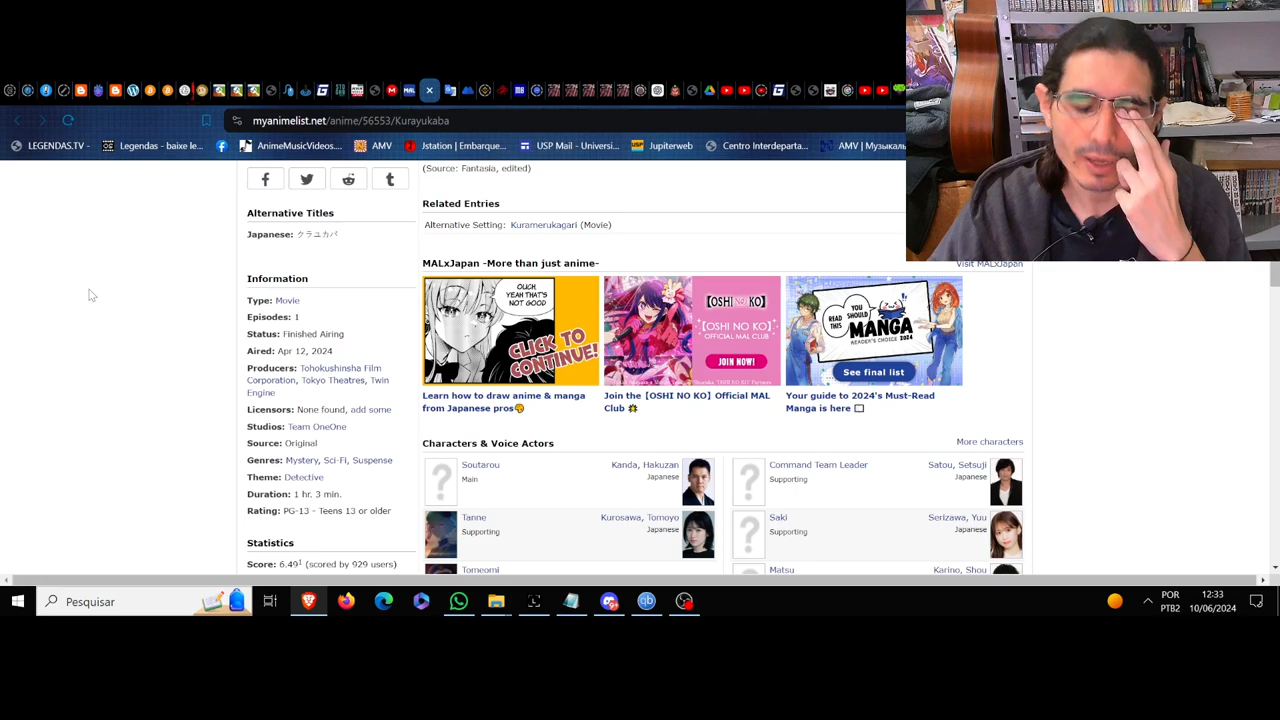 myanimelist.net/anime/56553/Kurayukaba
LEGENDAS.TV -
Legendas - baixe le...
AnimeMusicVideos....
AMV
Jstation | Embarque...
USP Mail - Universi...
Jupiterweb
Centro Interdeparta...
AMV | Музыкаль
(Source: Fantasia, edited)
Related Entries
Alternative Setting: Kuramerukagari (Movie)
Alternative Titles
Japanese: クラユカバ
Information
Type: Movie
Episodes: 1
Status: Finished Airing
Aired: Apr 12, 2024
Producers: Tohokushinsha Film
Corporation, Tokyo Theatres, Twin
Engine
Licensors: None found, add some
Studios: Team OneOne
Source: Original
Genres: Mystery, Sci-Fi, Suspense
Theme: Detective
Duration: 1 hr. 3 min.
Rating: PG-13 - Teens 13 or older
Statistics
Score: 6.49¹ (scored by 929 users)
MALxJapan -More than just anime-
Visit MALxJapan
OUCH.
YEAH THAT'S
NOT GOOD
CLICK TO
CONTINUE!
Learn how to draw anime & manga
from Japanese pros
【OSHI NO KO】
【OSHI NO KO】
OFFICIAL MAL
CLUB
JOIN NOW!
Join the【OSHI NO KO】Official MAL
Club
YOU
SHOULD
READ
THIS
MANGA
READER'S CHOICE 2024
See final list
Your guide to 2024's Must-Read
Manga is here
Characters & Voice Actors
More characters
Soutarou
Main
Kanda, Hakuzan
Japanese
Command Team Leader
Supporting
Satou, Setsuji
Japanese
Tanne
Supporting
Kurosawa, Tomoyo
Japanese
Saki
Supporting
Serizawa, Yuu
Japanese
Tomeomi
Matsu
Karino, Shou
Pesquisar
POR
PTB2
12:33
10/06/2024